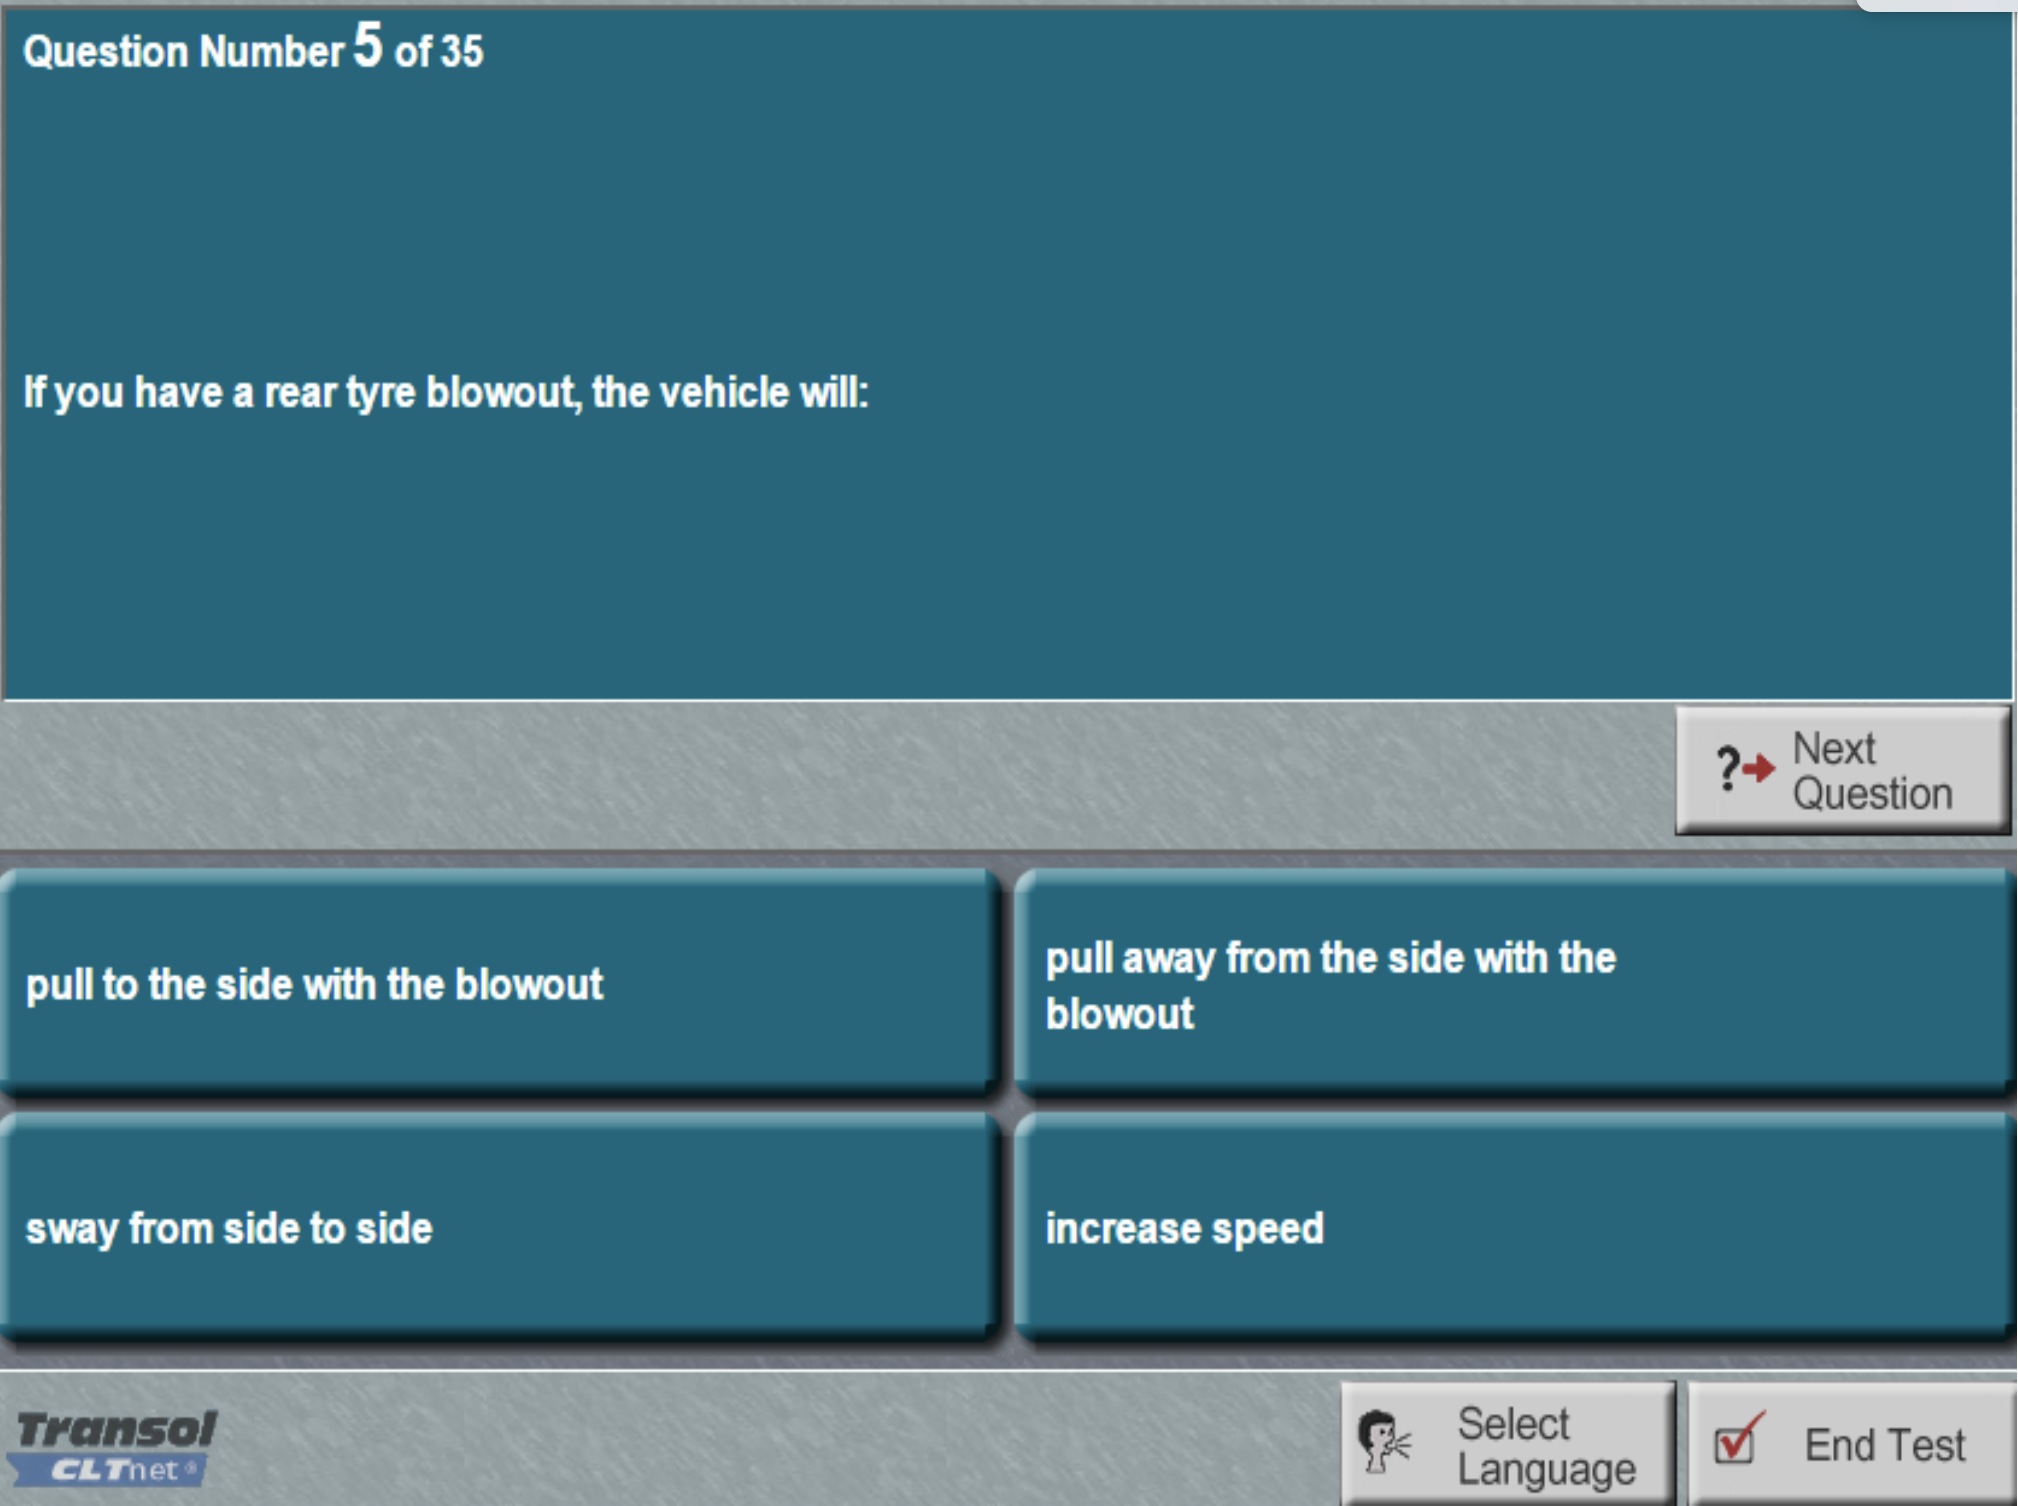 Question Number 5 of 35
If you have a rear tyre blowout, the vehicle will:
Next
Question
pull to the side with the blowout
pull away from the side with the
blowout
sway from side to side
increase speed
Transol
CLTnet ®
Select
Language
End Test